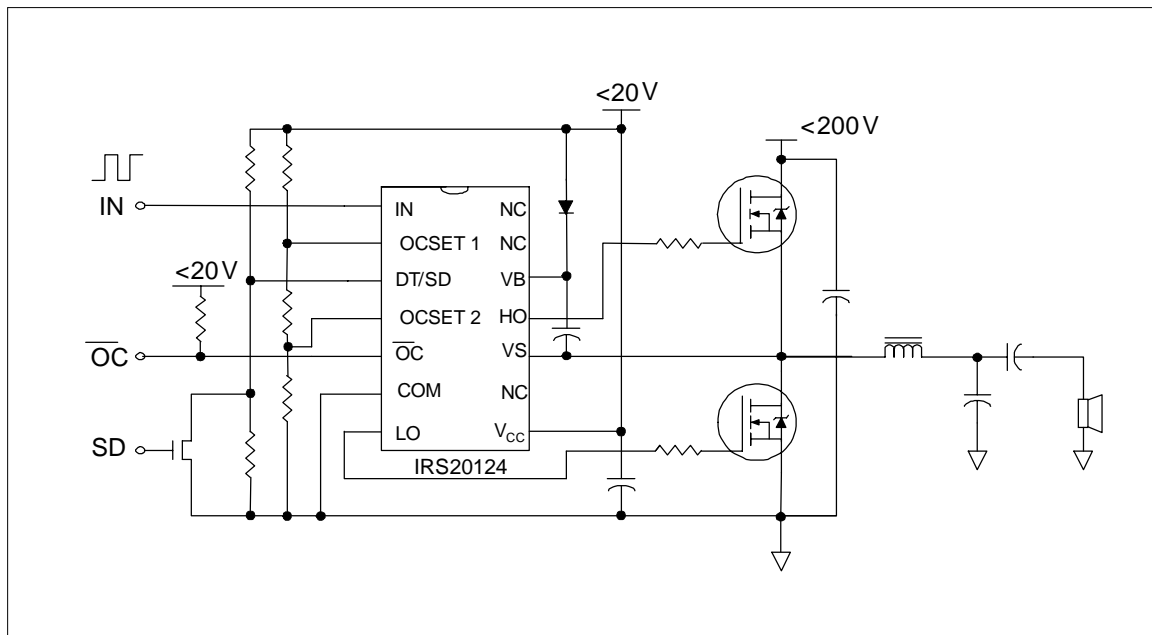 <20V
<200V
IN
IN
NC
OCSET 1
NC
<20V
DT/SD
VB
OCSET 2
HO
OC
OC
VS
COM
NC
SD
LO
VCC
IRS20124